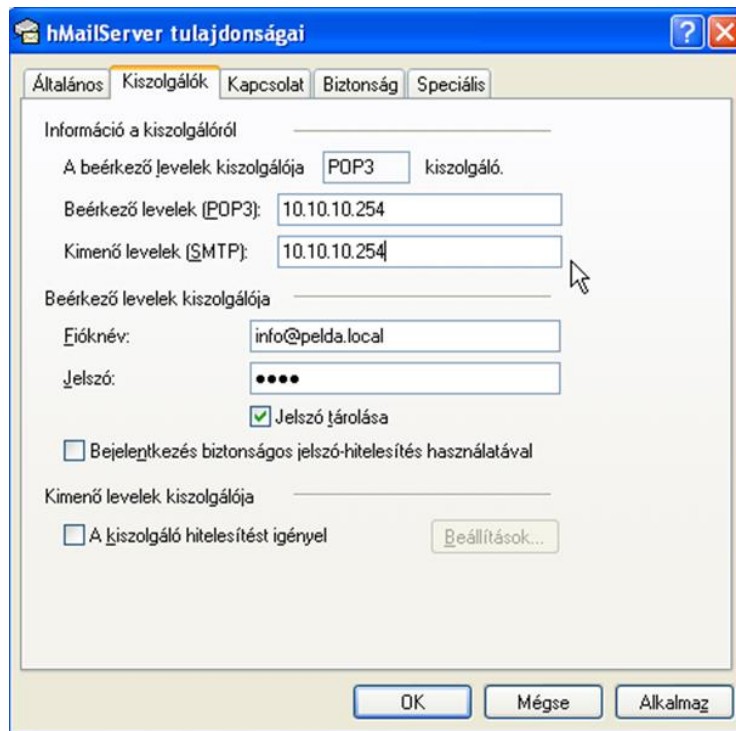 hMailServer tulajdonságai
Általános Kiszolgálók Kapcsolat Biztonság Speciális
Információ a kiszolgálóról
A beérkező levelek kiszolgálója POP3 kiszolgáló.
Beérkező levelek (POP3): 10.10.10.254
Kimenő levelek (SMTP): 10.10.10.254
Beérkező levelek kiszolgálója
Fióknév: info@pelda.local
Jelszó: ●●●●
Jelszó tárolása
Bejelentkezés biztonságos jelszó-hitelesítés használatával
Kimenő levelek kiszolgálója
A kiszolgáló hitelesítést igényel Beállítások...
OK Mégse Alkalmaz